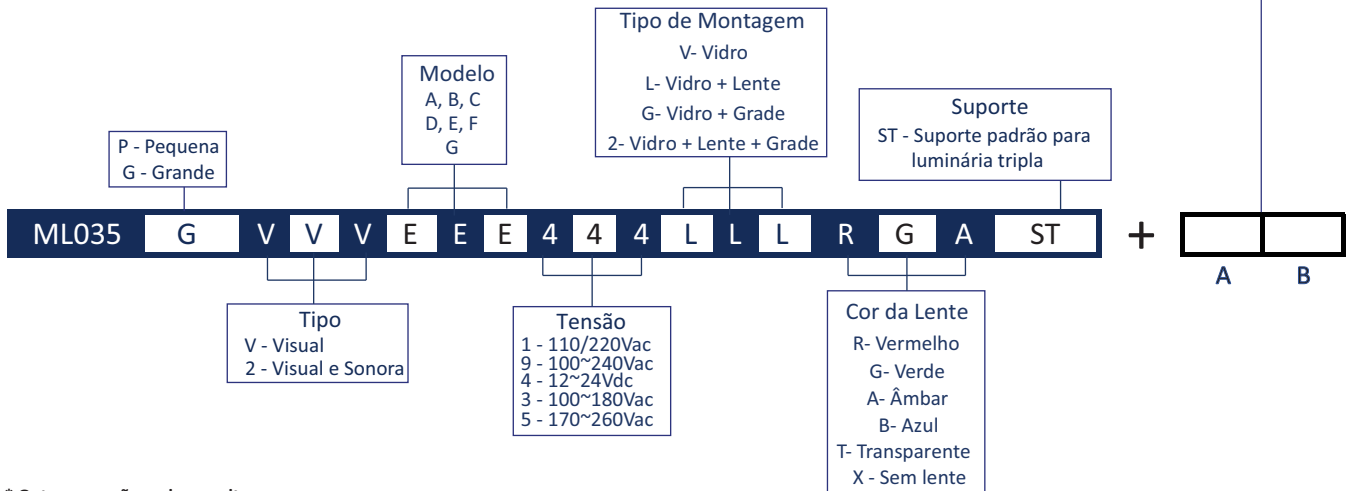 Tipo de Montagem
V- Vidro
L- Vidro + Lente
G- Vidro + Grade
2- Vidro + Lente + Grade
Modelo
A, B, C
D, E, F
G
Suporte
ST - Suporte padrão para
luminária tripla
P - Pequena
G - Grande
ML035 G V V V E E E 4 4 4 L L L R G A ST +
A B
Tipo
V - Visual
2 - Visual e Sonora
Tensão
1 - 110/220Vac
9 - 100~240Vac
4 - 12~24Vdc
3 - 100~180Vac
5 - 170~260Vac
Cor da Lente
R- Vermelho
G- Verde
A- Âmbar
B- Azul
T- Transparente
X - Sem lente